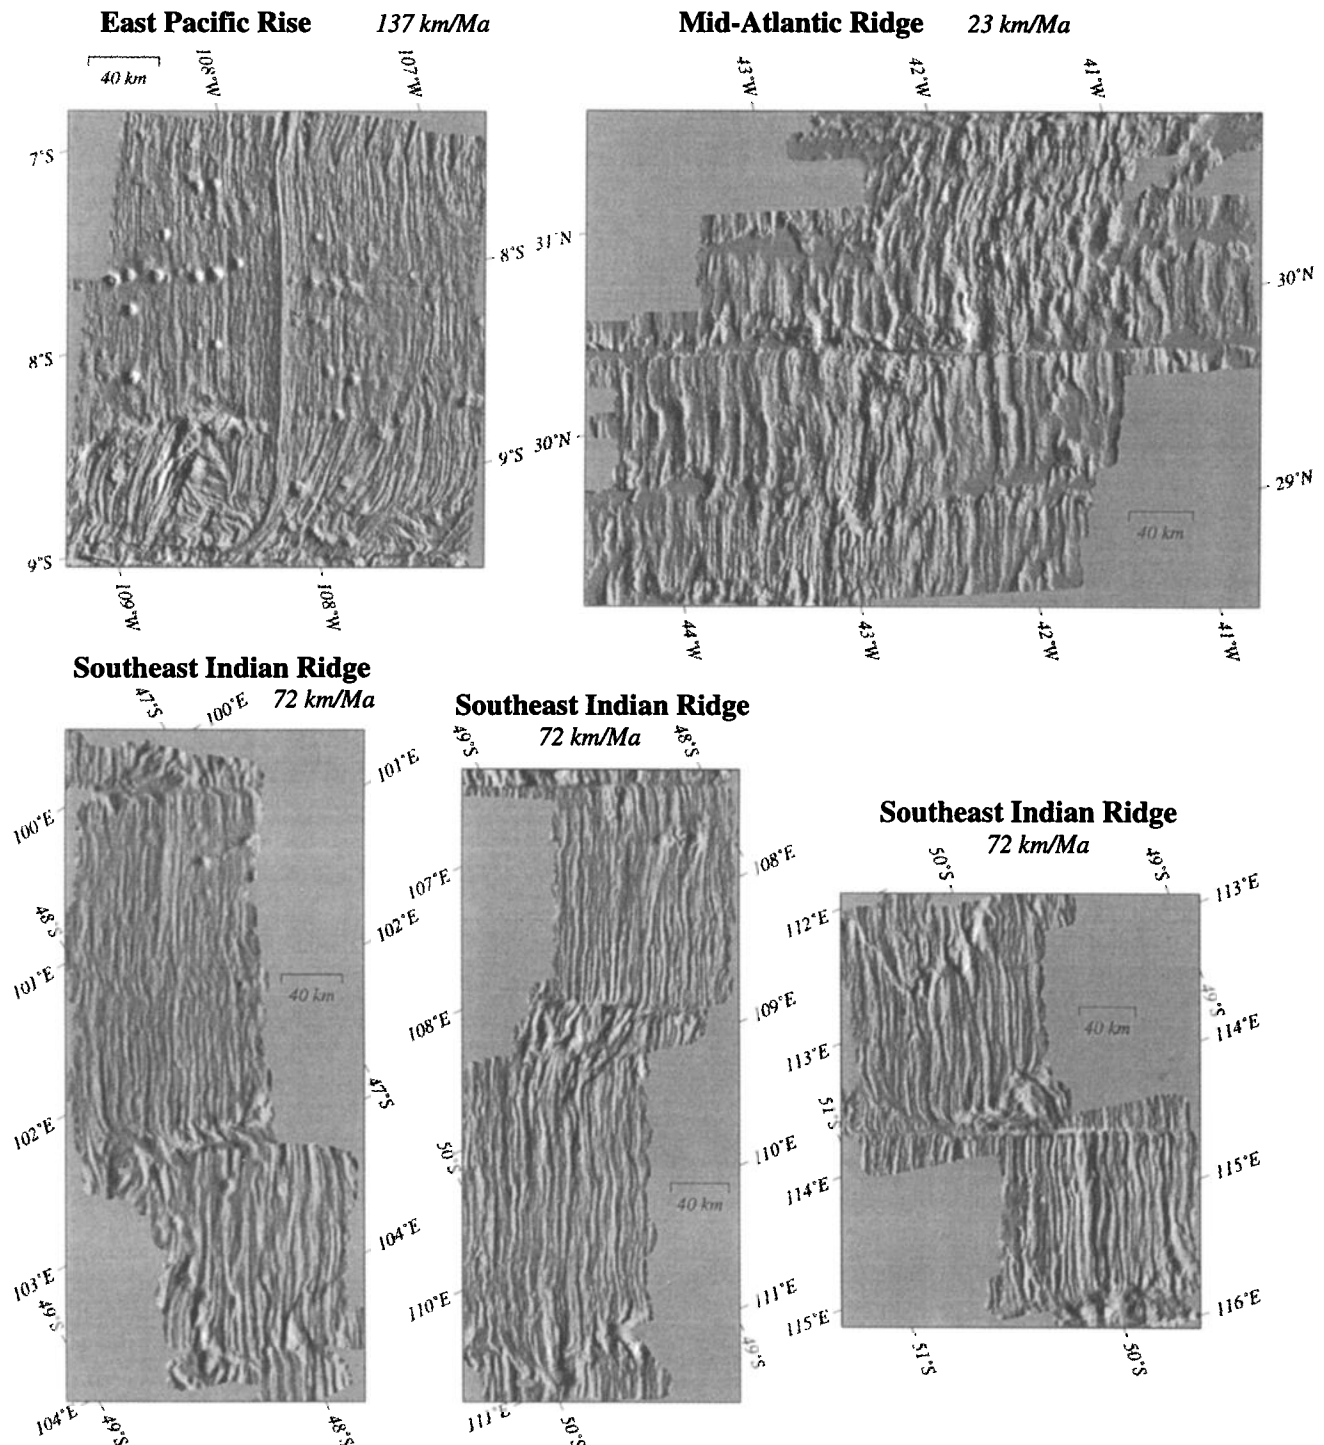 East Pacific Rise 137 km/Ma
Mid-Atlantic Ridge 23 km/Ma
40 km
108°W
107°W
43°W
42°W
41°W
7°S
8°S
31°N
30°N
8°S
9°S
30°N
29°N
40 km
9°S
109°W
108°W
44°W
43°W
42°W
41°W
Southeast Indian Ridge
72 km/Ma
47°S
100°E
101°E
100°E
48°S
102°E
101°E
40 km
47°S
102°E
104°E
103°E
49°S
104°E
49°S
48°S
Southeast Indian Ridge
72 km/Ma
49°S
48°S
108°E
107°E
109°E
108°E
50°S
110°E
40 km
110°E
111°E
49°S
111°E
50°S
Southeast Indian Ridge
72 km/Ma
50°S
49°S
113°E
112°E
49°S
40 km
114°E
113°E
51°S
115°E
114°E
116°E
115°E
51°S
50°S